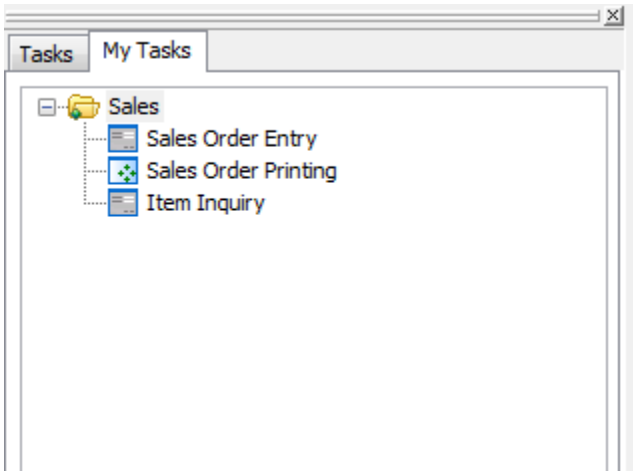 Tasks My Tasks
Sales
Sales Order Entry
Sales Order Printing
Item Inquiry